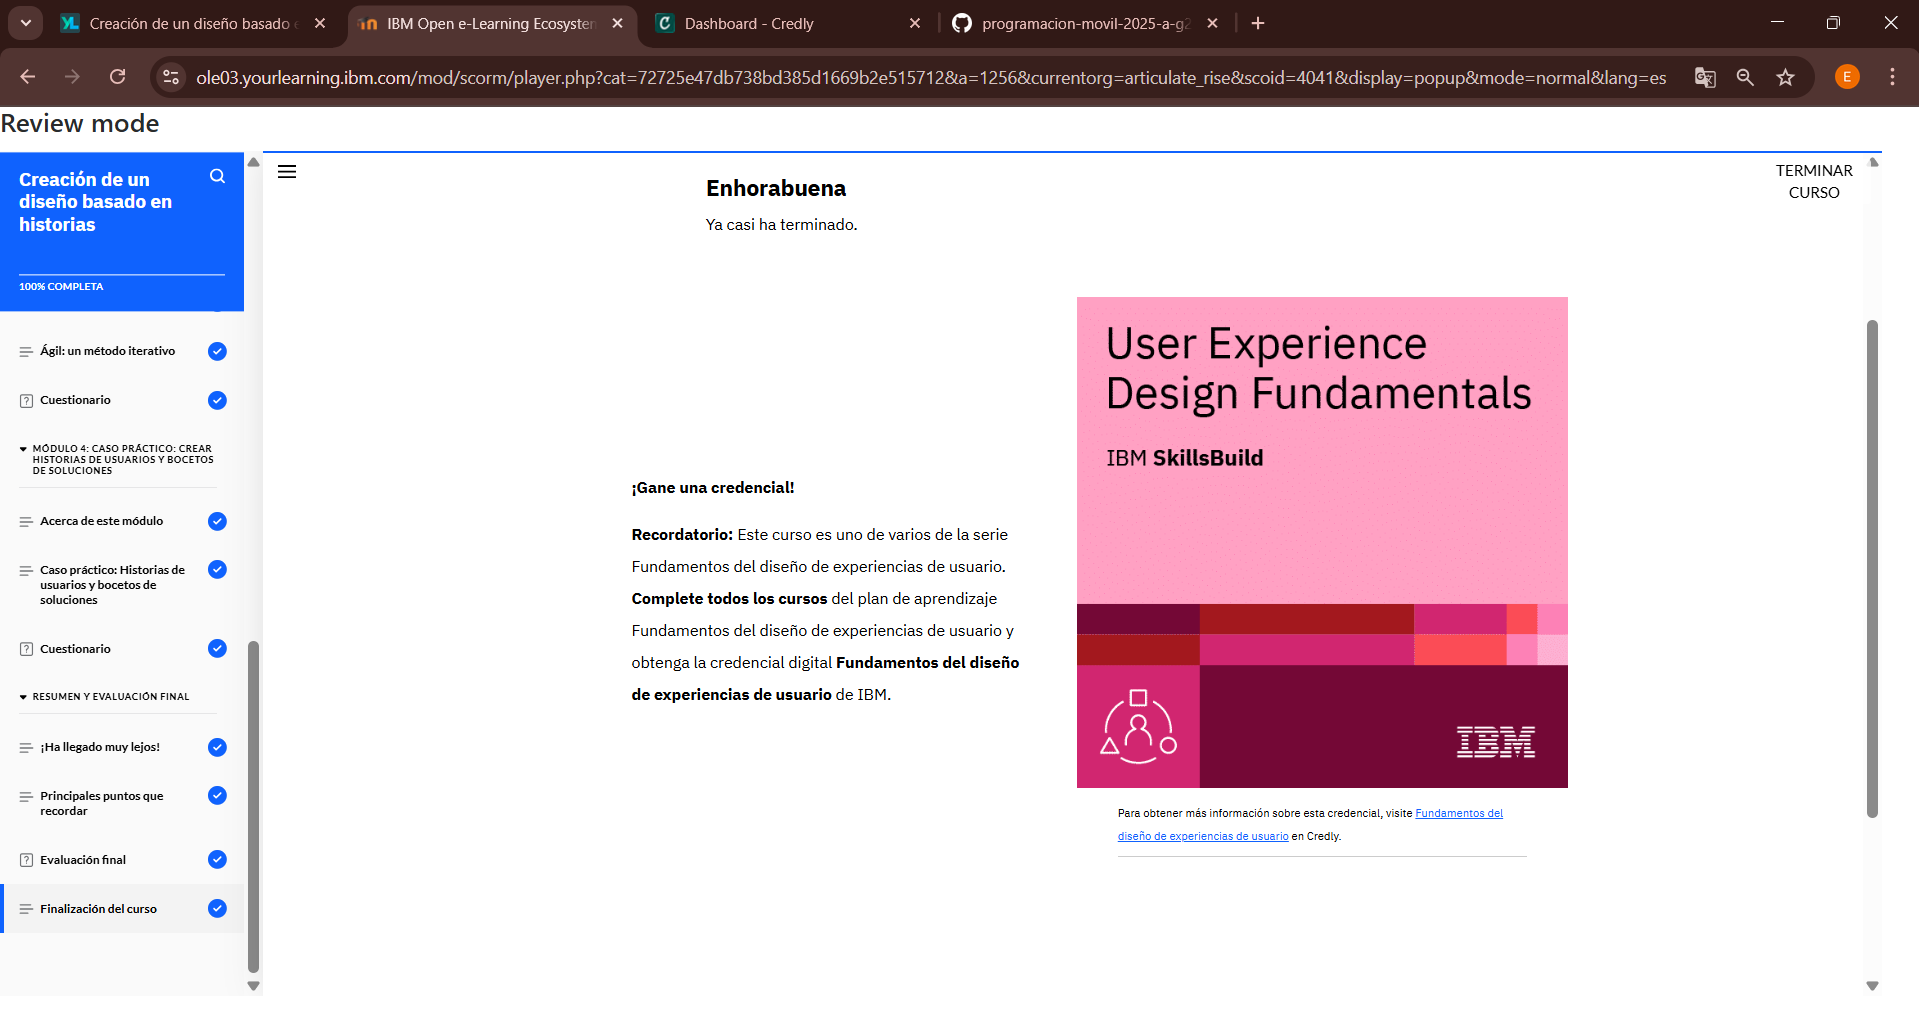 Creación de un diseño basado e
IBM Open e-Learning Ecosystem
Dashboard - Credly
programacion-movil-2025-a-g2
ole03.yourlearning.ibm.com/mod/scorm/player.php?cat=72725e47db738bd385d1669b2e515712&a=1256&currentorg=articulate_rise&scoid=4041&display=popup&mode=normal&lang=es
E
Review mode
Creación de un
diseño basado en
historias
100% COMPLETA
Ágil: un método iterativo
Cuestionario
MÓDULO 4: CASO PRÁCTICO: CREAR
HISTORIAS DE USUARIOS Y BOCETOS
DE SOLUCIONES
Acerca de este módulo
Caso práctico: Historias de
usuarios y bocetos de
soluciones
Cuestionario
RESUMEN Y EVALUACIÓN FINAL
¡Ha llegado muy lejos!
Principales puntos que
recordar
Evaluación final
Finalización del curso
TERMINAR
CURSO
Enhorabuena
Ya casi ha terminado.
¡Gane una credencial!
Recordatorio: Este curso es uno de varios de la serie
Fundamentos del diseño de experiencias de usuario.
Complete todos los cursos del plan de aprendizaje
Fundamentos del diseño de experiencias de usuario y
obtenga la credencial digital Fundamentos del diseño
de experiencias de usuario de IBM.
User Experience
Design Fundamentals
IBM SkillsBuild
IBM
Para obtener más información sobre esta credencial, visite Fundamentos del
diseño de experiencias de usuario en Credly.